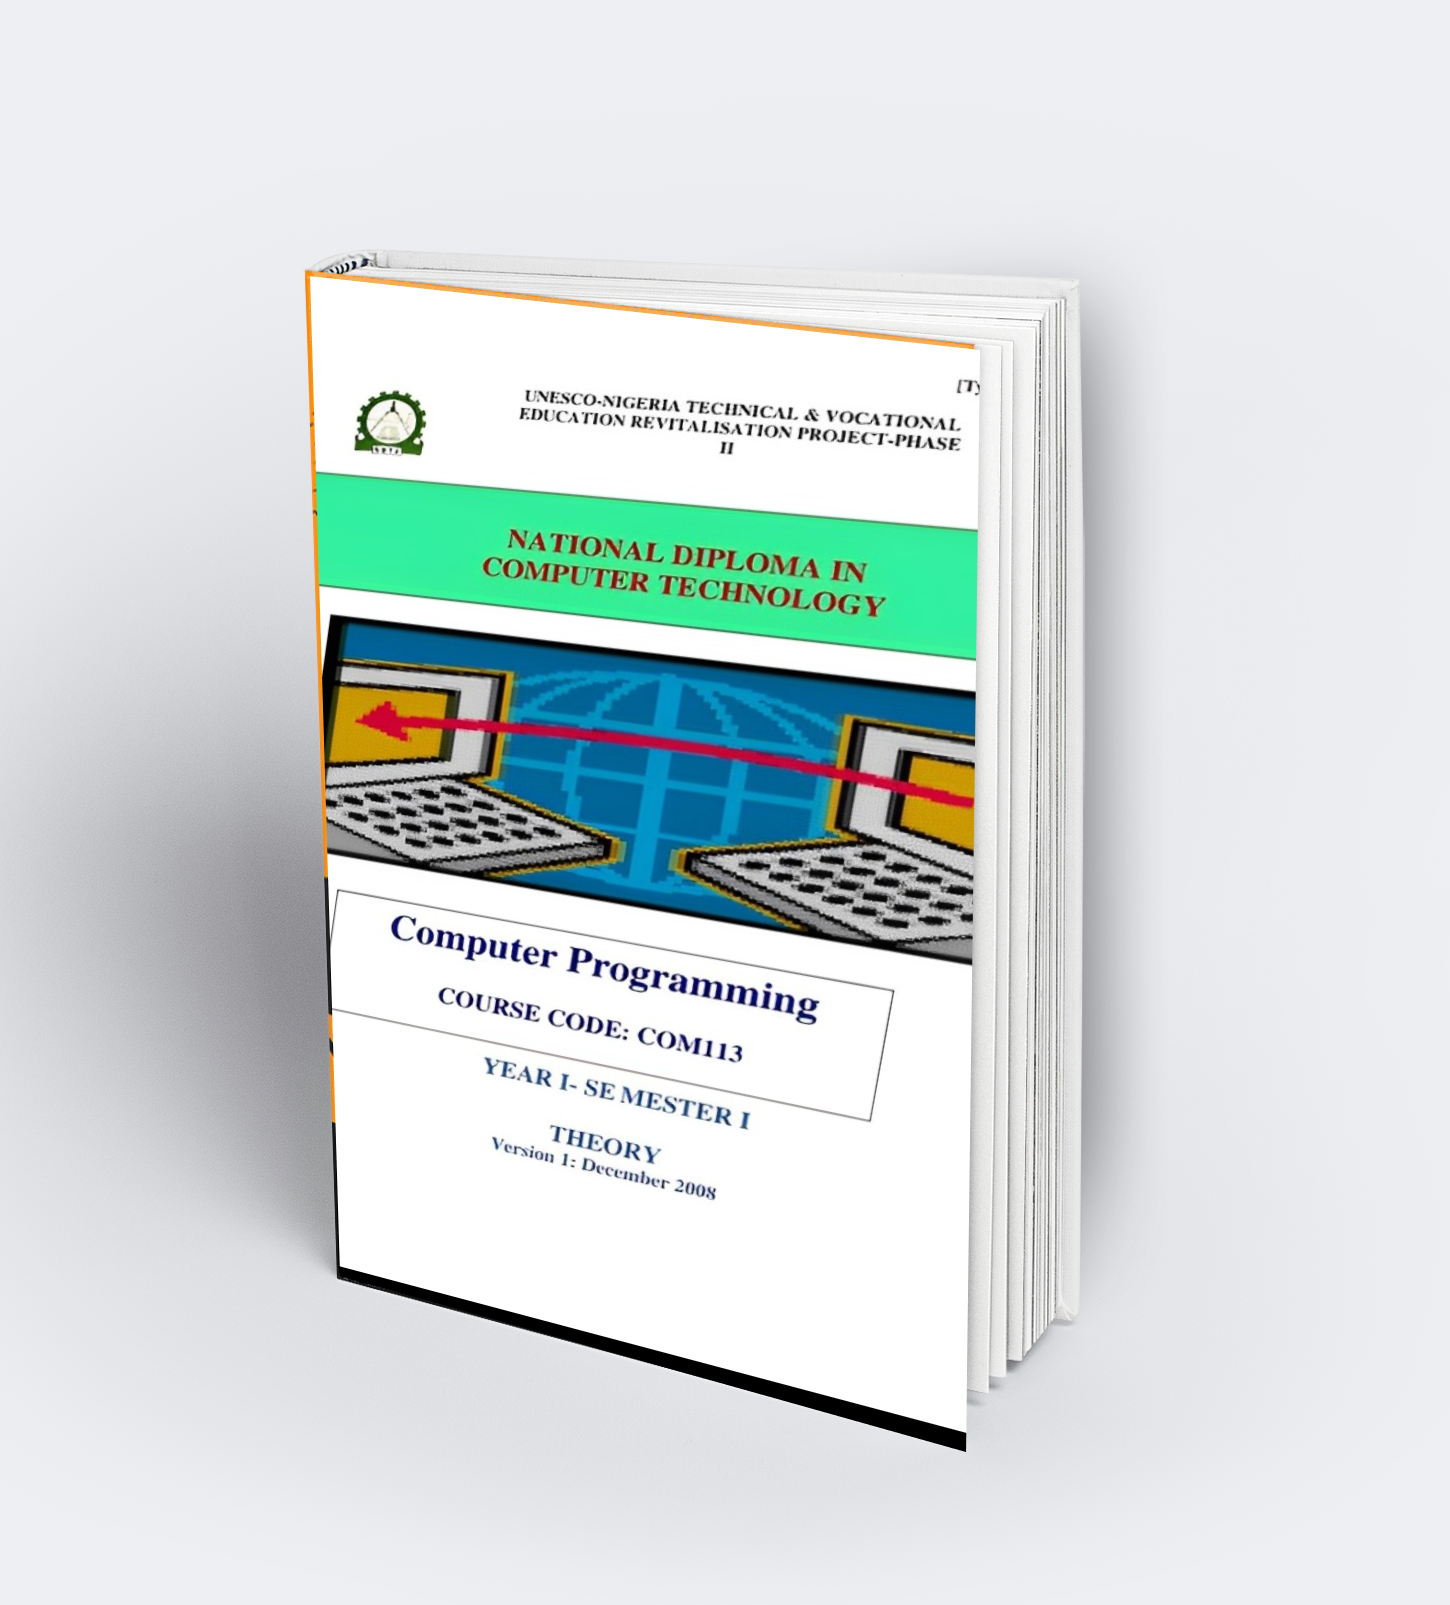 UNESCO-NIGERIA TECHNICAL & VOCATIONAL
EDUCATION REVITALISATION PROJECT-PHASE
II
NATIONAL DIPLOMA IN
COMPUTER TECHNOLOGY
Computer Programming
COURSE CODE: COM113
YEAR I- SE MESTER I
THEORY
Version 1: December 2008